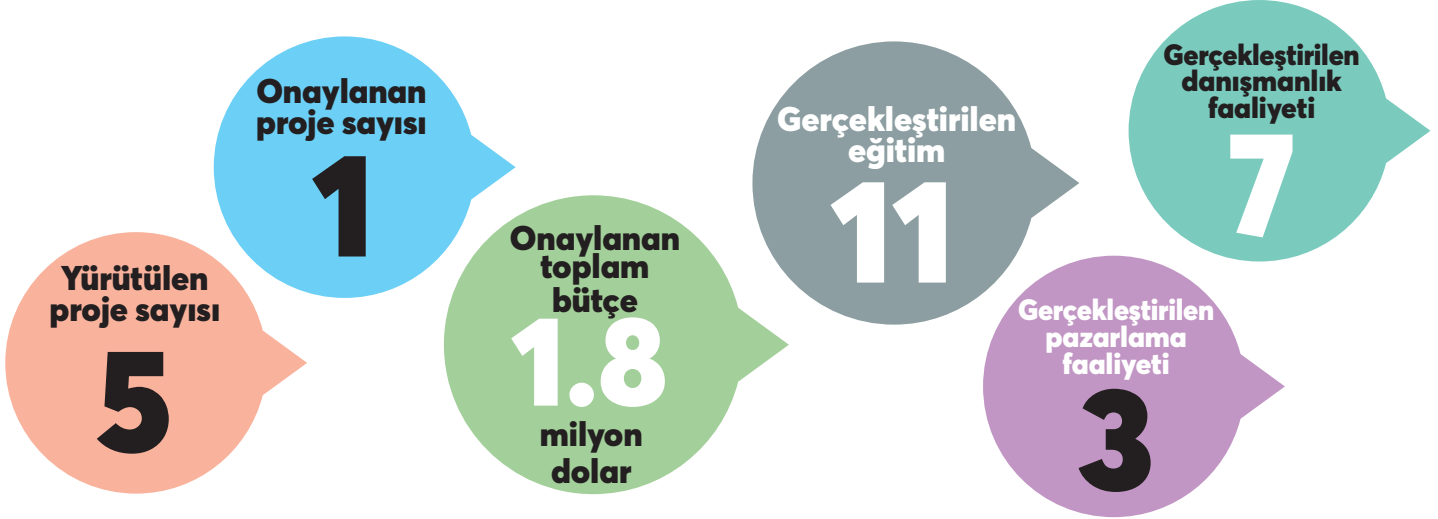 Yürütülen
proje sayısı
5
Onaylanan
proje sayısı
1
Onaylanan
toplam
bütçe
1.8
milyon
dolar
Gerçekleştirilen
eğitim
11
Gerçekleştirilen
pazarlama
faaliyeti
3
Gerçekleştirilen
danışmanlık
faaliyeti
7